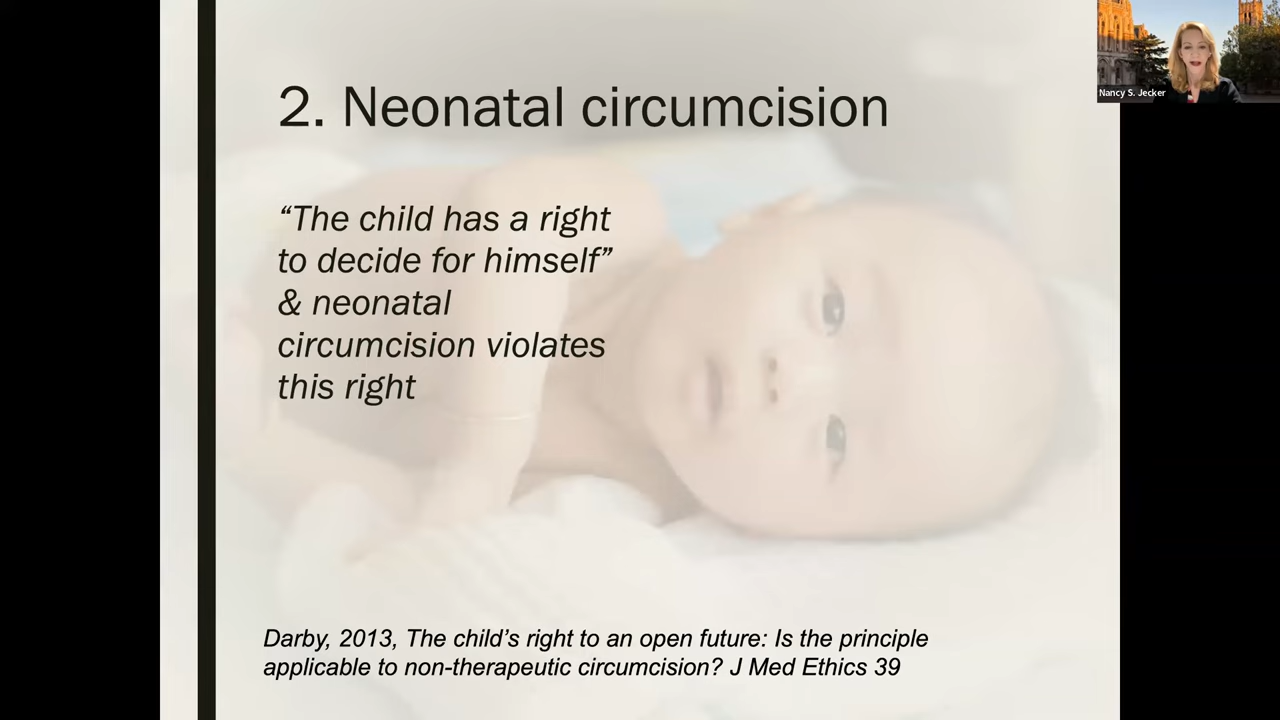 2. Neonatal circumcision
“The child has a right
to decide for himself”
& neonatal
circumcision violates
this right
Darby, 2013, The child’s right to an open future: Is the principle
applicable to non-therapeutic circumcision? J Med Ethics 39
Nancy S. Jecker